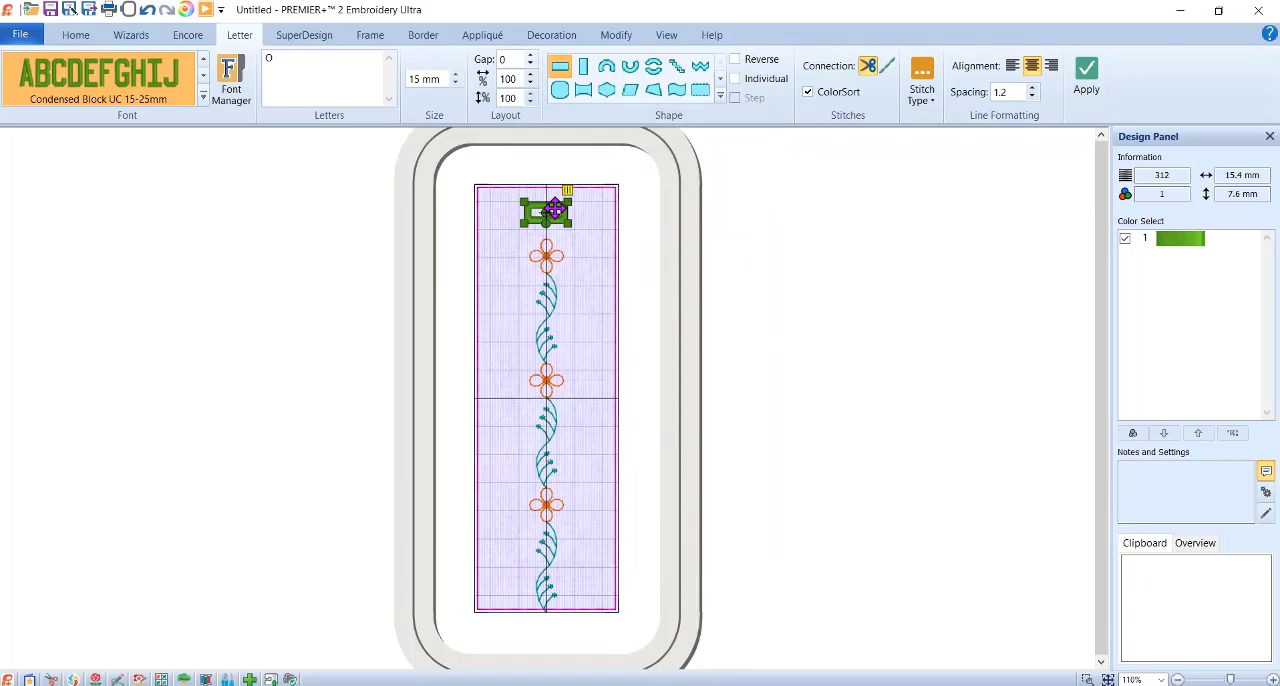 Untitled - PREMIER+™ 2 Embroidery Ultra
File
Home
Wizards
Encore
Letter
SuperDesign
Frame
Border
Appliqué
Decoration
Modify
View
Help
ABCDEFGHIJ
Condensed Block UC 15-25mm
Font
Font
Manager
O
Letters
15 mm
Size
Gap: 0
% 100
% 100
Layout
Shape
Reverse
Individual
Step
Connection:
ColorSort
Stitches
Stitch
Type
Alignment:
Spacing: 1.2
Line Formatting
Apply
Design Panel
Information
312
15.4 mm
1
7.6 mm
Color Select
1
Notes and Settings
Clipboard
Overview
110%